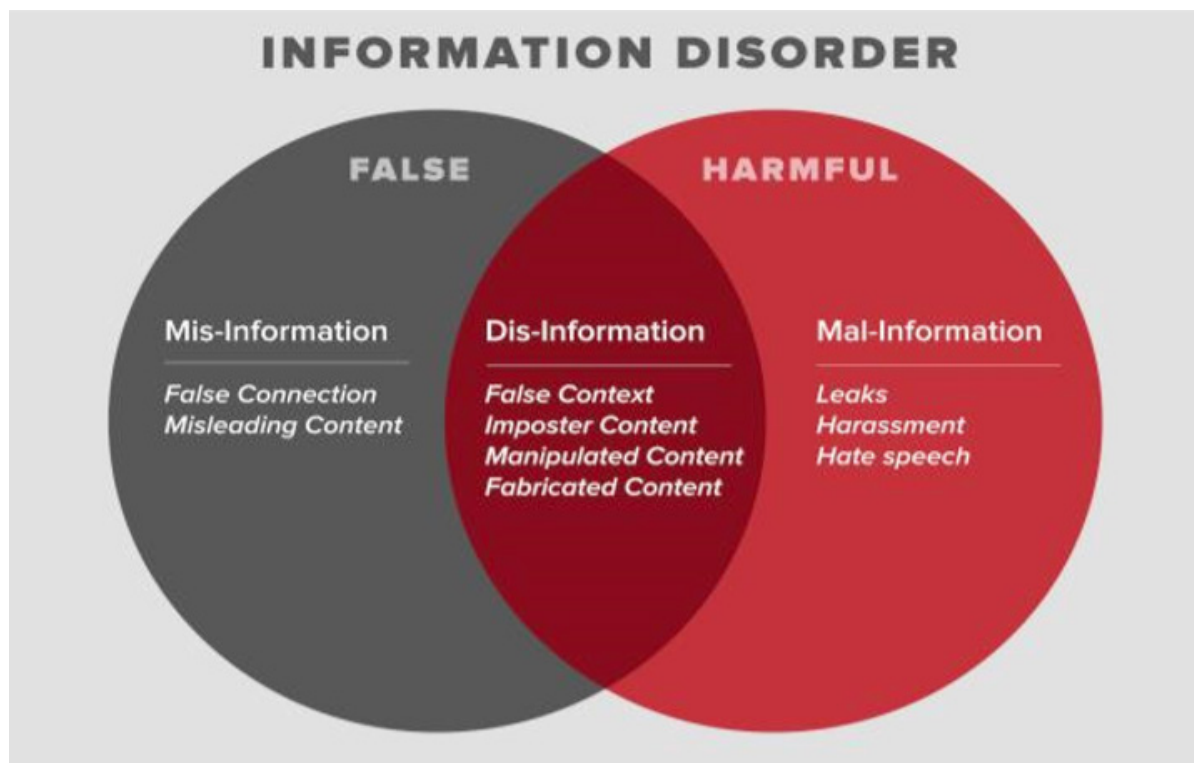 INFORMATION DISORDER
FALSE
HARMFUL
Mis-Information
False Connection
Misleading Content
Dis-Information
False Context
Imposter Content
Manipulated Content
Fabricated Content
Mal-Information
Leaks
Harassment
Hate speech